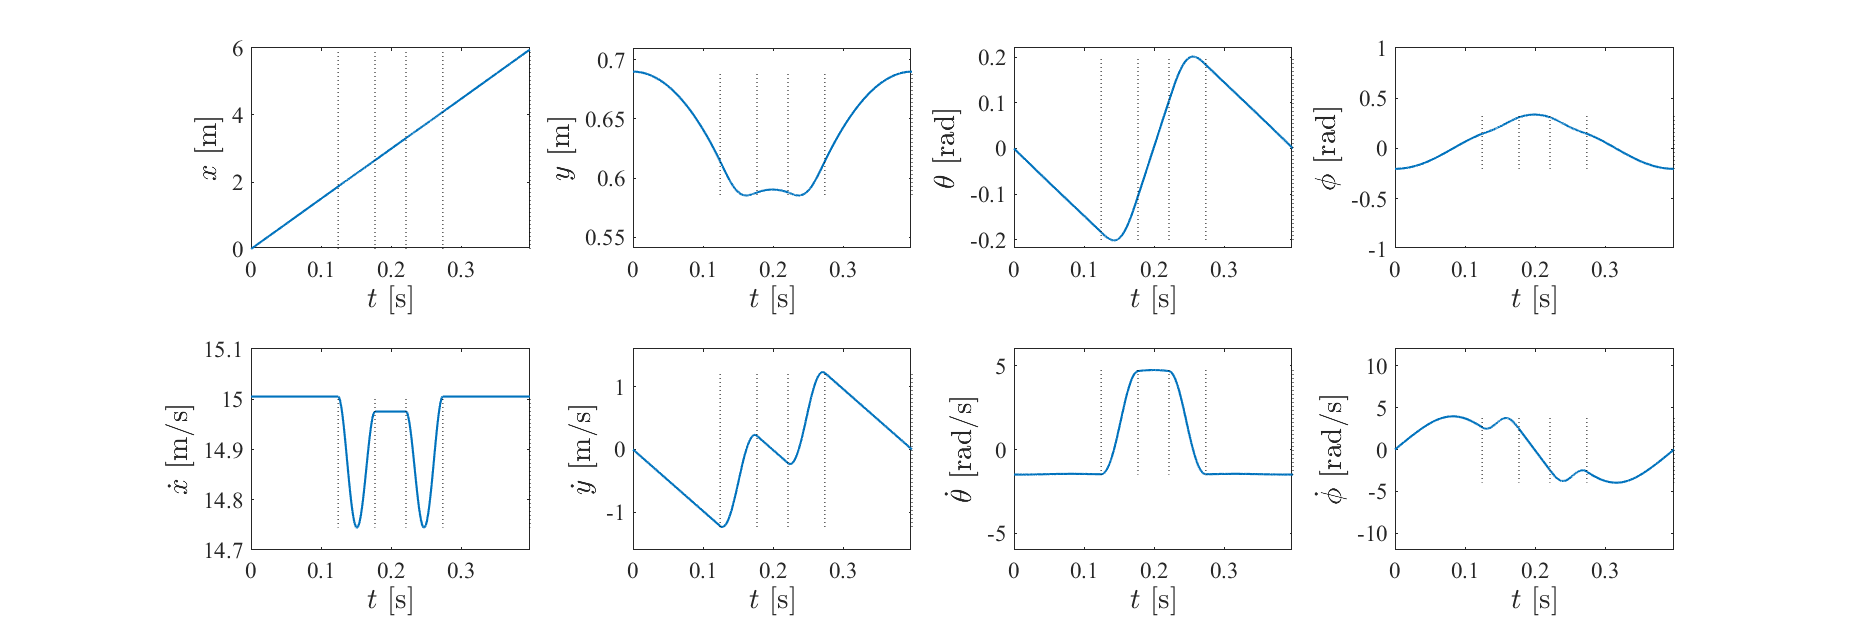 6
4
2
0
x [m]
0 0.1 0.2 0.3
t [s]
0.7
0.65
0.6
0.55
y [m]
0 0.1 0.2 0.3
t [s]
0.2
0.1
0
-0.1
-0.2
θ [rad]
0 0.1 0.2 0.3
t [s]
1
0.5
0
-0.5
-1
ϕ [rad]
0 0.1 0.2 0.3
t [s]
15.1
15
14.9
14.8
14.7
ẋ [m/s]
0 0.1 0.2 0.3
t [s]
1
0
-1
ẏ [m/s]
0 0.1 0.2 0.3
t [s]
5
0
-5
θ̇ [rad/s]
0 0.1 0.2 0.3
t [s]
10
5
0
-5
-10
ϕ̇ [rad/s]
0 0.1 0.2 0.3
t [s]